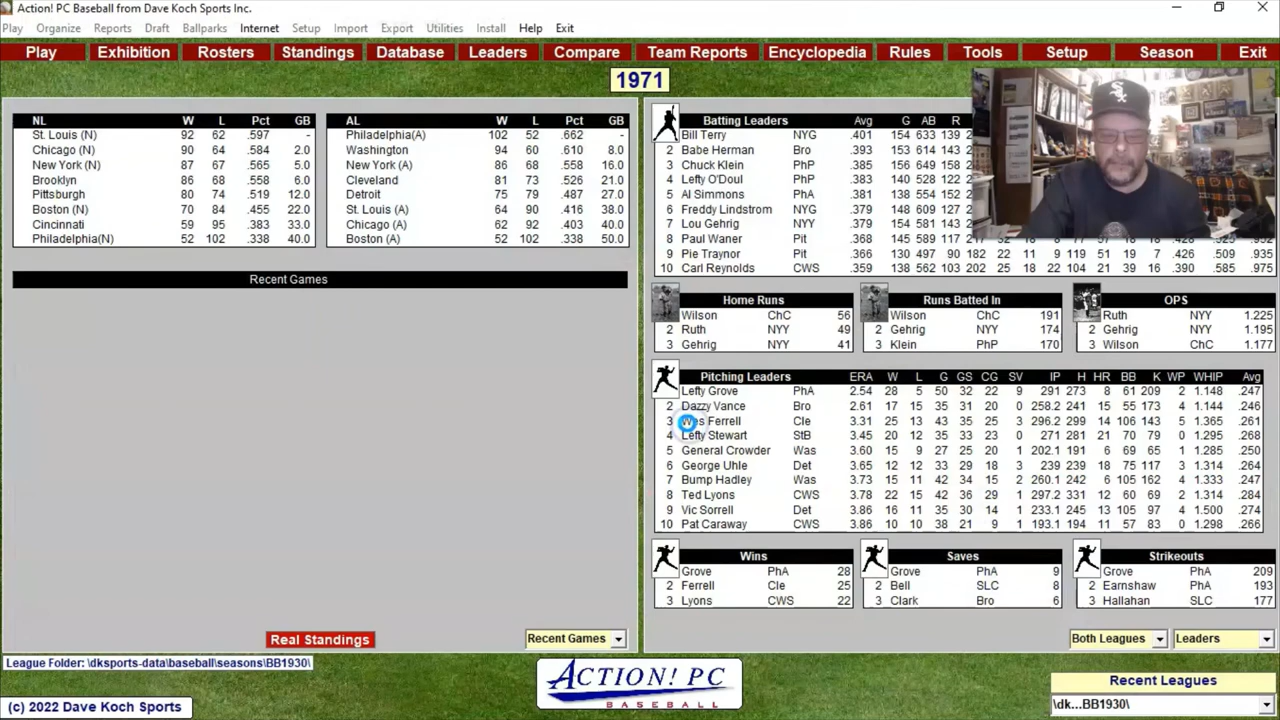 Action! PC Baseball from Dave Koch Sports Inc.
Play Organize Reports Draft Ballparks Internet Setup Import Export Utilities Install Help Exit
Play Exhibition Rosters Standings Database Leaders Compare Team Reports Encyclopedia Rules Tools Setup Season Exit
1971
NL W L Pct GB
St. Louis (N) 92 62 .597 -
Chicago (N) 90 64 .584 2.0
New York (N) 87 67 .565 5.0
Brooklyn 86 68 .558 6.0
Pittsburgh 80 74 .519 12.0
Boston (N) 70 84 .455 22.0
Cincinnati 59 95 .383 33.0
Philadelphia(N) 52 102 .338 40.0
AL W L Pct GB
Philadelphia(A) 102 52 .662 -
Washington 94 60 .610 8.0
New York (A) 86 68 .558 16.0
Cleveland 81 73 .526 21.0
Detroit 75 79 .487 27.0
St. Louis (A) 64 90 .416 38.0
Chicago (A) 62 92 .403 40.0
Boston (A) 52 102 .338 50.0
Recent Games
Real Standings
Recent Games
Batting Leaders Avg G AB R
Bill Terry NYG .401 154 633 139
2 Babe Herman Bro .393 153 614 143
3 Chuck Klein PhP .385 156 649 158
4 Lefty O'Doul PhP .383 140 528 122
5 Al Simmons PhA .381 138 554 152
6 Freddy Lindstrom NYG .379 148 609 127
7 Lou Gehrig NYY .379 154 581 143
8 Paul Waner Pit .368 145 589 117
9 Pie Traynor Pit .366 130 497 90 182 22 11 9 119 51 19 7 .426 .509 .935
10 Carl Reynolds CWS .359 138 562 103 202 25 18 22 104 21 39 16 .390 .585 .975
Home Runs
Wilson ChC 56
2 Ruth NYY 49
3 Gehrig NYY 41
Runs Batted In
Wilson ChC 191
2 Gehrig NYY 174
3 Klein PhP 170
OPS
Ruth NYY 1.225
2 Gehrig NYY 1.195
3 Wilson ChC 1.177
Pitching Leaders ERA W L G GS CG SV IP H HR BB K WP WHIP Avg
Lefty Grove PhA 2.54 28 5 50 32 22 9 291 273 8 61 209 2 1.148 .247
2 Dazzy Vance Bro 2.61 17 15 35 31 20 0 258.2 241 15 55 173 4 1.144 .246
3 Wes Ferrell Cle 3.31 25 13 43 35 25 3 296.2 299 14 106 143 5 1.365 .261
4 Lefty Stewart StB 3.45 20 12 35 33 23 0 271 281 21 70 79 0 1.295 .268
5 General Crowder Was 3.60 15 9 27 25 20 1 202.1 191 6 69 65 1 1.285 .250
6 George Uhle Det 3.65 12 12 33 29 18 3 239 239 18 75 117 3 1.314 .264
7 Bump Hadley Was 3.73 15 11 42 34 15 2 260.1 242 6 105 162 4 1.333 .247
8 Ted Lyons CWS 3.78 22 15 42 36 29 1 297.2 331 12 60 69 2 1.314 .284
9 Vic Sorrell Det 3.86 16 11 35 30 14 1 233.1 245 13 105 97 4 1.500 .274
10 Pat Caraway CWS 3.86 10 10 38 21 9 1 193.1 194 11 57 83 0 1.298 .266
Wins
Grove PhA 28
2 Ferrell Cle 25
3 Lyons CWS 22
Saves
Grove PhA 9
2 Bell SLC 8
3 Clark Bro 6
Strikeouts
Grove PhA 209
2 Earnshaw PhA 193
3 Hallahan SLC 177
Both Leagues
Leaders
League Folder: \dksports-data\baseball\seasons\BB1930\
(c) 2022 Dave Koch Sports
ACTION! PC
BASEBALL
Recent Leagues
\dk...BB1930\